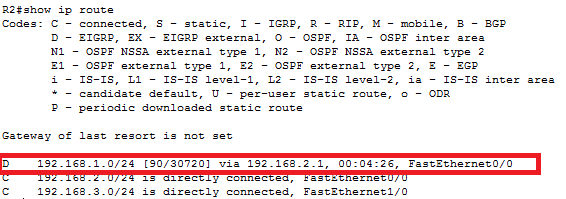 R2#show ip route
Codes: C - connected, S - static, I - IGRP, R - RIP, M - mobile, B - BGP
D - EIGRP, EX - EIGRP external, O - OSPF, IA - OSPF inter area
N1 - OSPF NSSA external type 1, N2 - OSPF NSSA external type 2
E1 - OSPF external type 1, E2 - OSPF external type 2, E - EGP
i - IS-IS, L1 - IS-IS level-1, L2 - IS-IS level-2, ia - IS-IS inter area
* - candidate default, U - per-user static route, o - ODR
P - periodic downloaded static route
Gateway of last resort is not set
D 192.168.1.0/24 [90/30720] via 192.168.2.1, 00:04:26, FastEthernet0/0
C 192.168.2.0/24 is directly connected, FastEthernet0/0
C 192.168.3.0/24 is directly connected, FastEthernet1/0